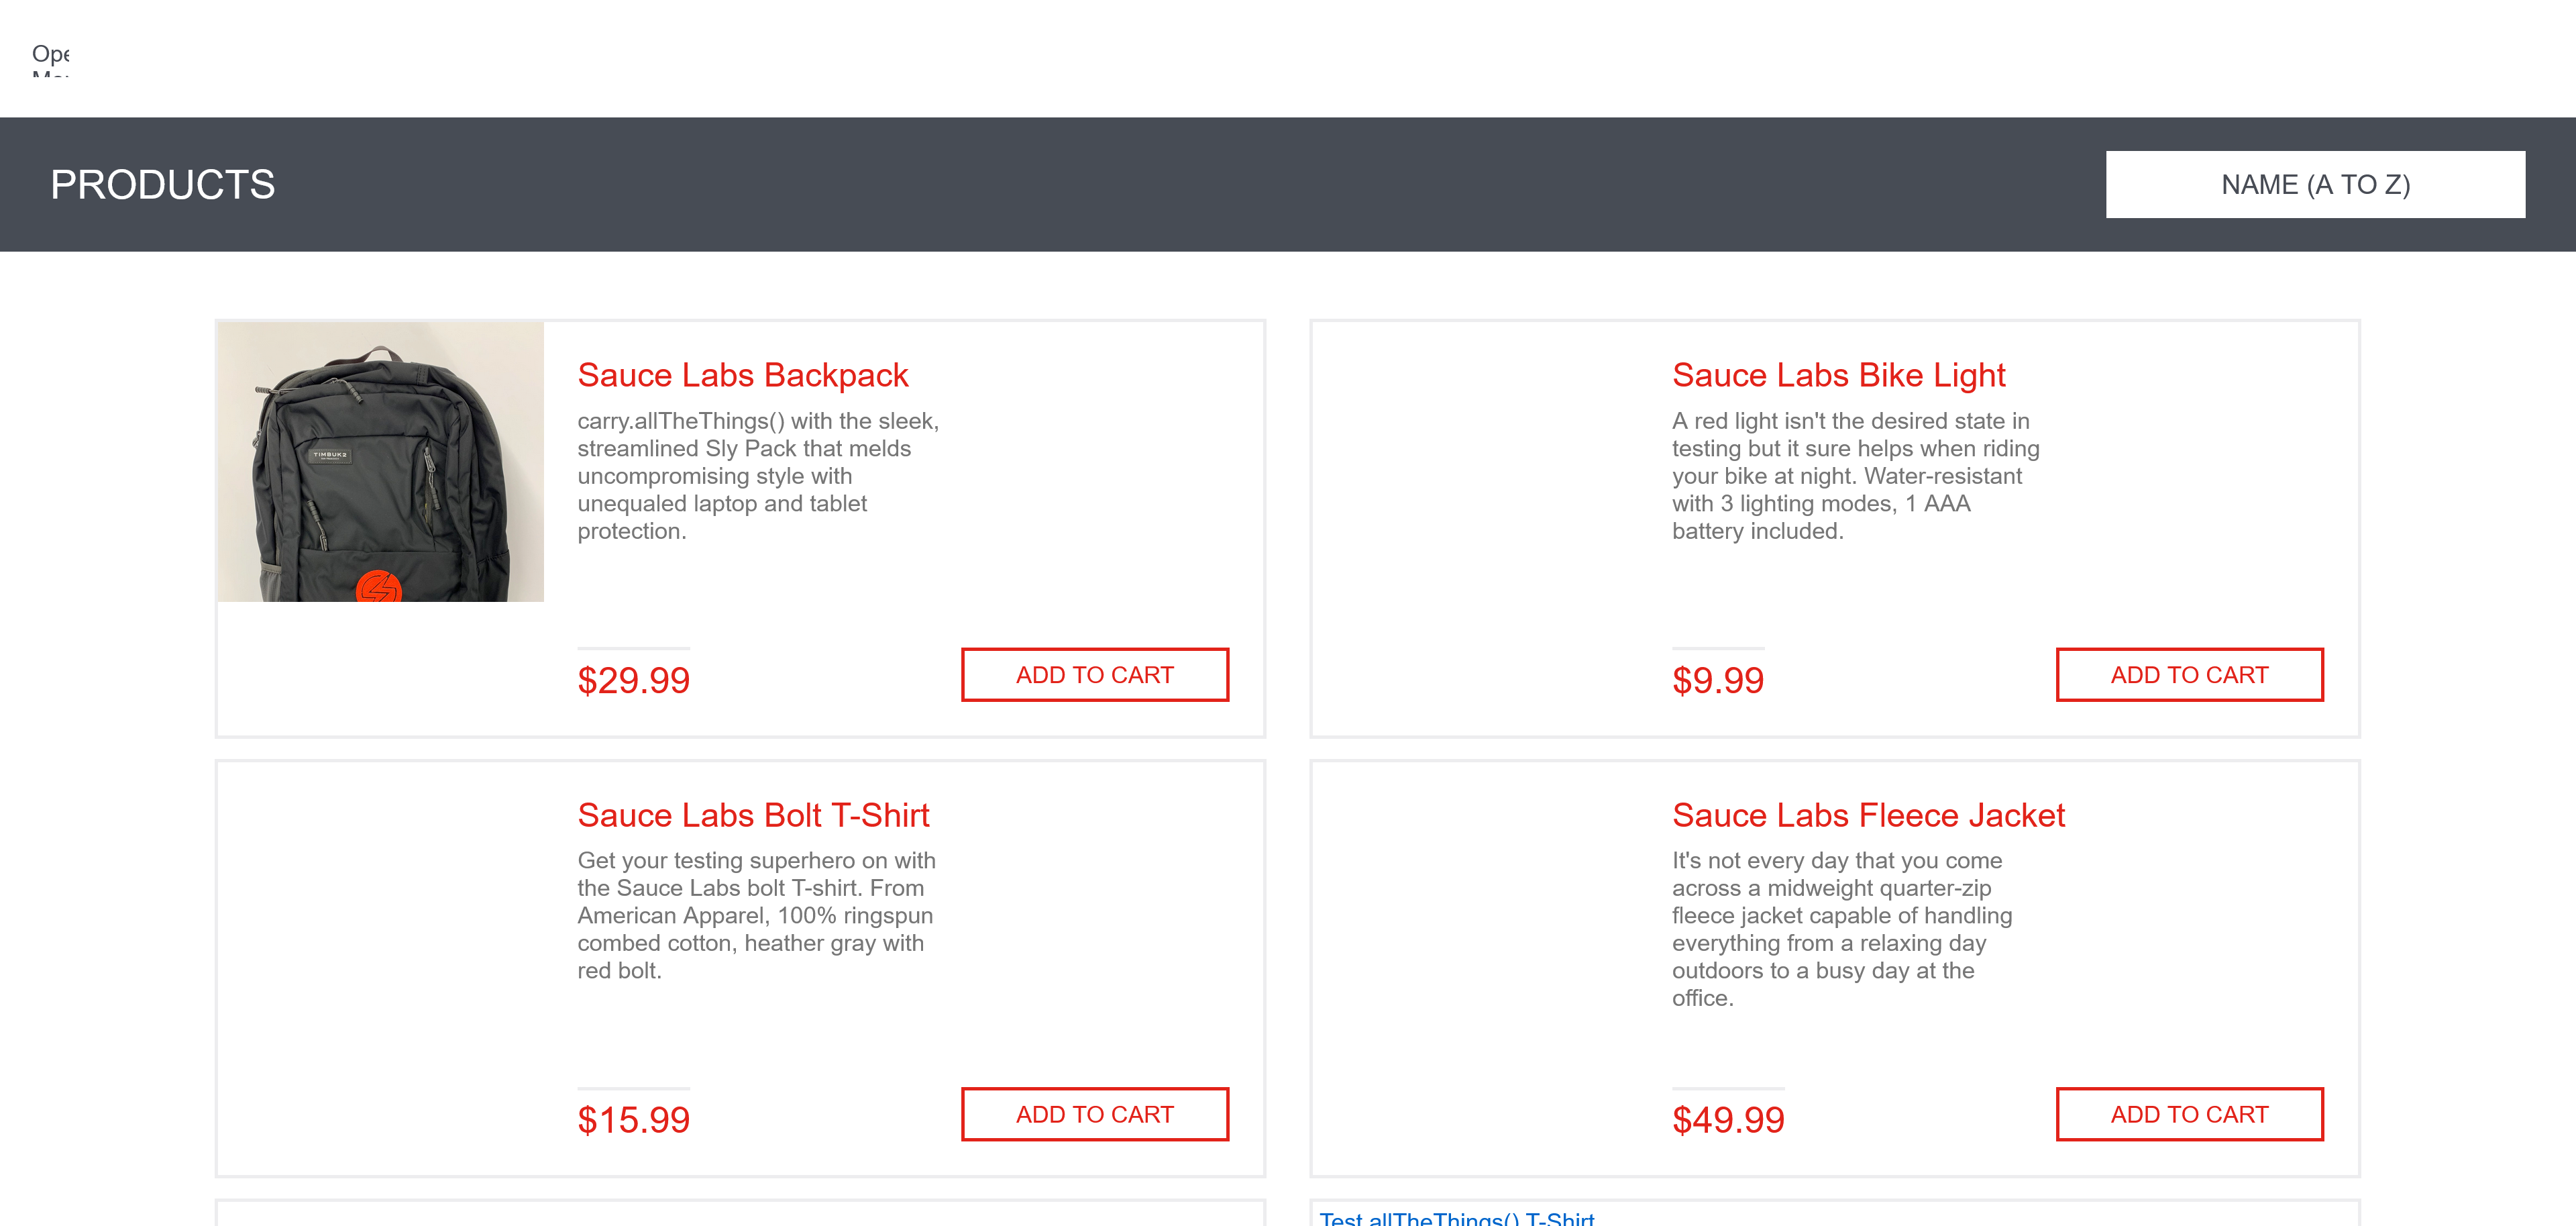 Ope
PRODUCTS
NAME (A TO Z)
TIMBUK2
Sauce Labs Backpack
carry.allTheThings() with the sleek,
streamlined Sly Pack that melds
uncompromising style with
unequaled laptop and tablet
protection.
$29.99
ADD TO CART
Sauce Labs Bike Light
A red light isn't the desired state in
testing but it sure helps when riding
your bike at night. Water-resistant
with 3 lighting modes, 1 AAA
battery included.
$9.99
ADD TO CART
Sauce Labs Bolt T-Shirt
Get your testing superhero on with
the Sauce Labs bolt T-shirt. From
American Apparel, 100% ringspun
combed cotton, heather gray with
red bolt.
$15.99
ADD TO CART
Sauce Labs Fleece Jacket
It's not every day that you come
across a midweight quarter-zip
fleece jacket capable of handling
everything from a relaxing day
outdoors to a busy day at the
office.
$49.99
ADD TO CART
Test.allTheThings() T-Shirt